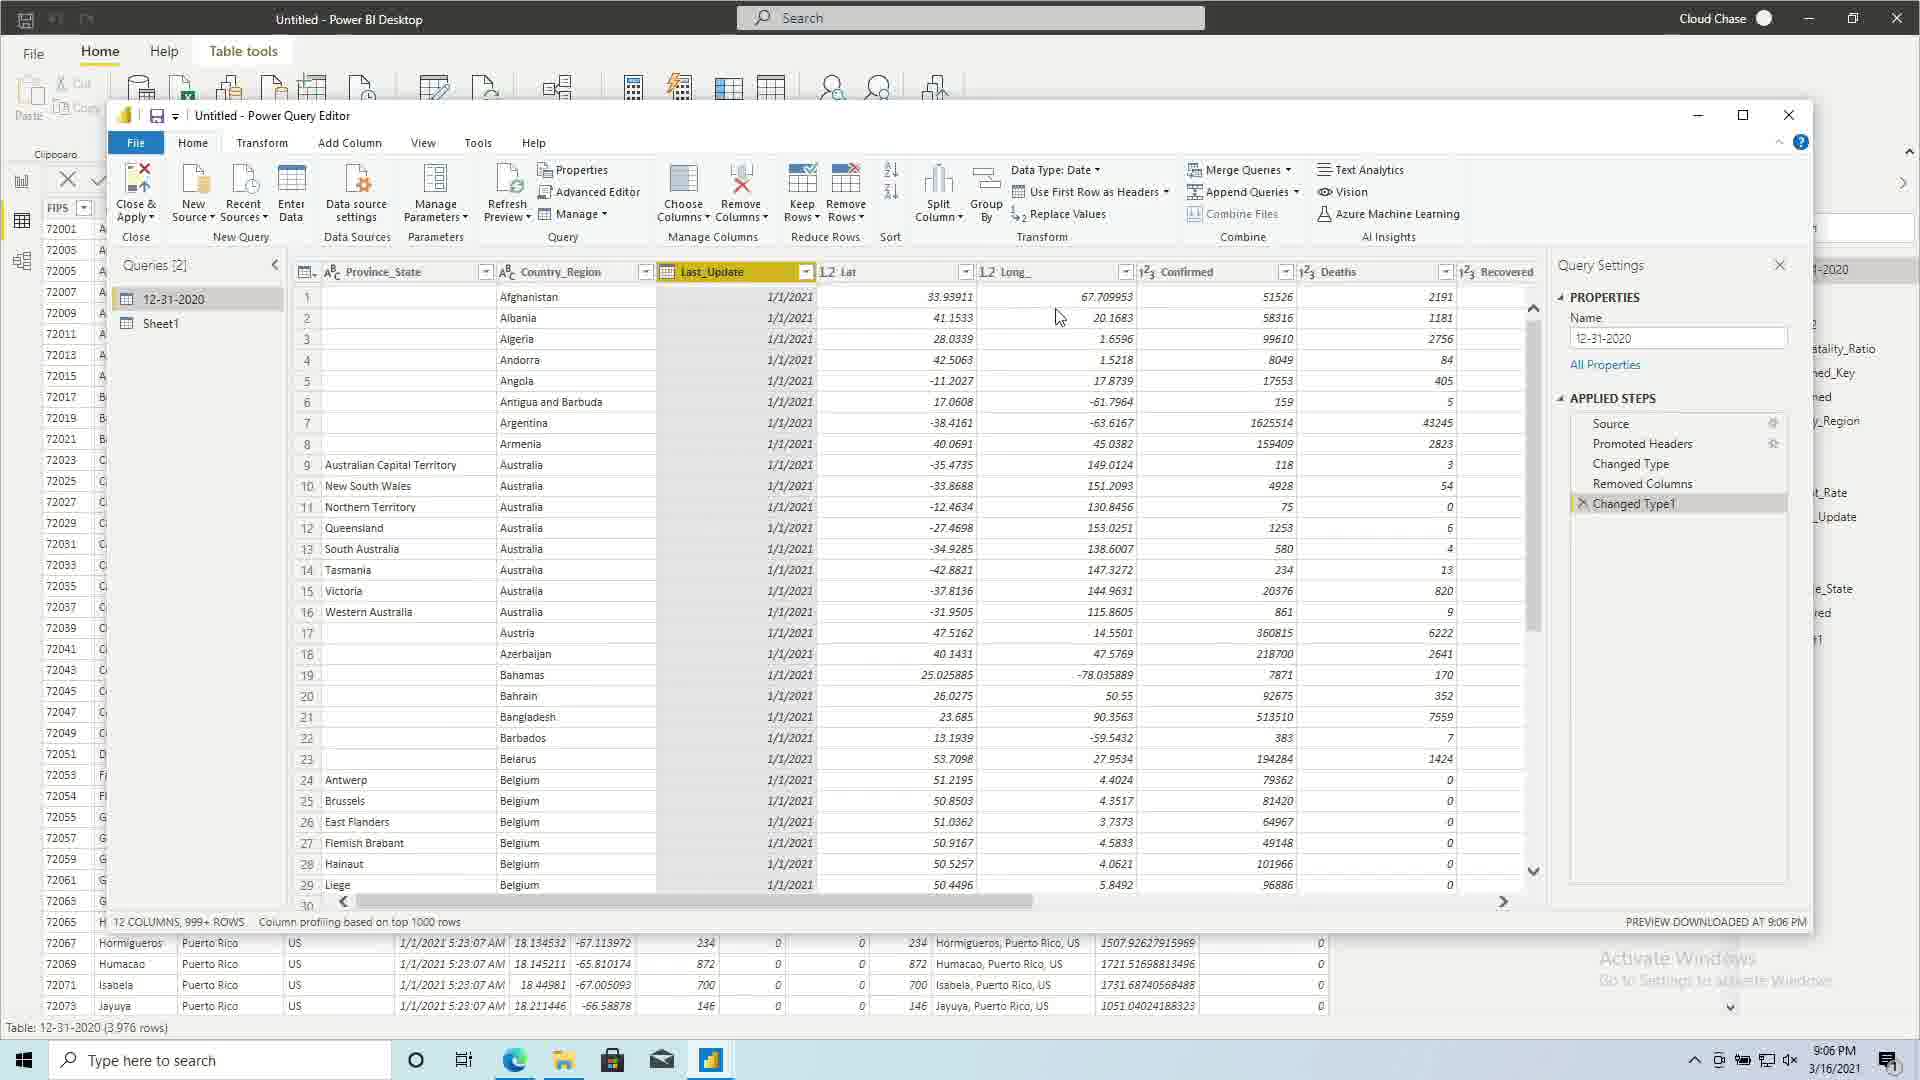 Untitled - Power BI Desktop
Search
Cloud Chase
File
Home
Help
Table tools
Paste
Cut
Copy
Clipboard
Untitled - Power Query Editor
File
Home
Transform
Add Column
View
Tools
Help
Close & Apply
New Source
Recent Sources
Enter Data
Data source settings
Manage Parameters
Refresh Preview
Properties
Advanced Editor
Manage
Choose Columns
Remove Columns
Keep Rows
Remove Rows
Split Column
Group By
Data Type: Date
Use First Row as Headers
Replace Values
Merge Queries
Append Queries
Combine Files
Text Analytics
Vision
Azure Machine Learning
Close
New Query
Data Sources
Parameters
Query
Manage Columns
Reduce Rows
Sort
Transform
Combine
AI Insights
Queries [2]
12-31-2020
Sheet1
Province_State Country_Region Last_Update Lat Long_ Confirmed Deaths Recovered
1 Afghanistan 1/1/2021 33.93911 67.709953 51526 2191
2 Albania 1/1/2021 41.1533 20.1683 58316 1181
3 Algeria 1/1/2021 28.0339 1.6596 99610 2756
4 Andorra 1/1/2021 42.5063 1.5218 8049 84
5 Angola 1/1/2021 -11.2027 17.8739 17553 405
6 Antigua and Barbuda 1/1/2021 17.0608 -61.7964 159 5
7 Argentina 1/1/2021 -38.4161 -63.6167 1625514 43245
8 Armenia 1/1/2021 40.0691 45.0382 159409 2823
9 Australian Capital Territory Australia 1/1/2021 -35.4735 149.0124 118 3
10 New South Wales Australia 1/1/2021 -33.8688 151.2093 4928 54
11 Northern Territory Australia 1/1/2021 -12.4634 130.8456 75 0
12 Queensland Australia 1/1/2021 -27.4698 153.0251 1253 6
13 South Australia Australia 1/1/2021 -34.9285 138.6007 580 4
14 Tasmania Australia 1/1/2021 -42.8821 147.3272 234 13
15 Victoria Australia 1/1/2021 -37.8136 144.9631 20376 820
16 Western Australia Australia 1/1/2021 -31.9505 115.8605 861 9
17 Austria 1/1/2021 47.5162 14.5501 360815 6222
18 Azerbaijan 1/1/2021 40.1431 47.5769 218700 2641
19 Bahamas 1/1/2021 25.025885 -78.035889 7871 170
20 Bahrain 1/1/2021 26.0275 50.55 92675 352
21 Bangladesh 1/1/2021 23.685 90.3563 513510 7559
22 Barbados 1/1/2021 13.1939 -59.5432 383 7
23 Belarus 1/1/2021 53.7098 27.9534 194284 1424
24 Antwerp Belgium 1/1/2021 51.2195 4.4024 79362 0
25 Brussels Belgium 1/1/2021 50.8503 4.3517 81420 0
26 East Flanders Belgium 1/1/2021 51.0362 3.7373 64967 0
27 Flemish Brabant Belgium 1/1/2021 50.9167 4.5833 49148 0
28 Hainaut Belgium 1/1/2021 50.5257 4.0621 101966 0
29 Liege Belgium 1/1/2021 50.4496 5.8492 96886 0
30
12 COLUMNS, 999+ ROWS
Column profiling based on top 1000 rows
PREVIEW DOWNLOADED AT 9:06 PM
Query Settings
PROPERTIES
Name
12-31-2020
All Properties
APPLIED STEPS
Source
Promoted Headers
Changed Type
Removed Columns
Changed Type1
FIPS
72001
72003
72005
72007
72009
72011
72013
72015
72017
72019
72021
72023
72025
72027
72029
72031
72033
72035
72037
72039
72041
72043
72045
72047
72049
72051
72053
72054
72055
72057
72059
72061
72063
72065
72067 Hormigueros Puerto Rico US 1/1/2021 5:23:07 AM 18.134532 -67.113972 234 0 0 234 Hormigueros, Puerto Rico, US 1507.92627915969 0
72069 Humacao Puerto Rico US 1/1/2021 5:23:07 AM 18.145211 -65.810174 872 0 0 872 Humacao, Puerto Rico, US 1721.51698813496 0
72071 Isabela Puerto Rico US 1/1/2021 5:23:07 AM 18.44981 -67.005093 700 0 0 700 Isabela, Puerto Rico, US 1731.68740568488 0
72073 Jayuya Puerto Rico US 1/1/2021 5:23:07 AM 18.211446 -66.58878 146 0 0 146 Jayuya, Puerto Rico, US 1051.04024188323 0
Table: 12-31-2020 (3,976 rows)
Activate Windows
Go to Settings to activate Windows.
Type here to search
9:06 PM
3/16/2021